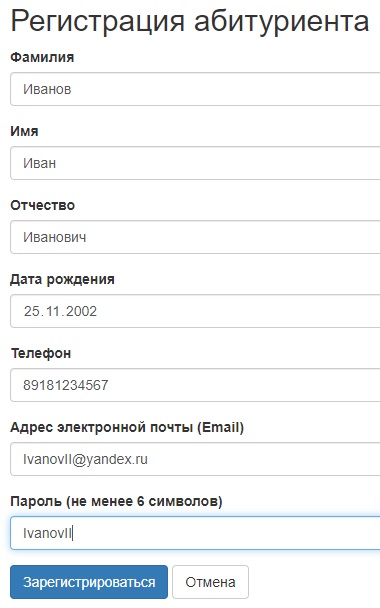 Регистрация абитуриента
Фамилия
Иванов
Имя
Иван
Отчество
Иванович
Дата рождения
25.11.2002
Телефон
89181234567
Адрес электронной почты (Email)
IvanovII@yandex.ru
Пароль (не менее 6 символов)
IvanovII
Зарегистрироваться Отмена